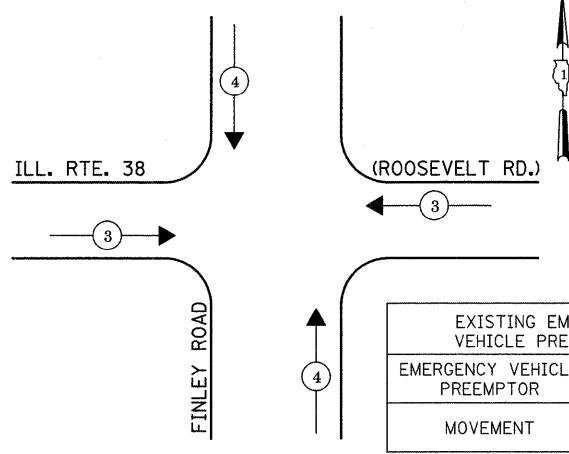 4
1
ILL. RTE. 38
(ROOSEVELT RD.)
3
3
FINLEY ROAD
4
EXISTING EM
VEHICLE PRE
EMERGENCY VEHICL
PREEMPTOR
MOVEMENT